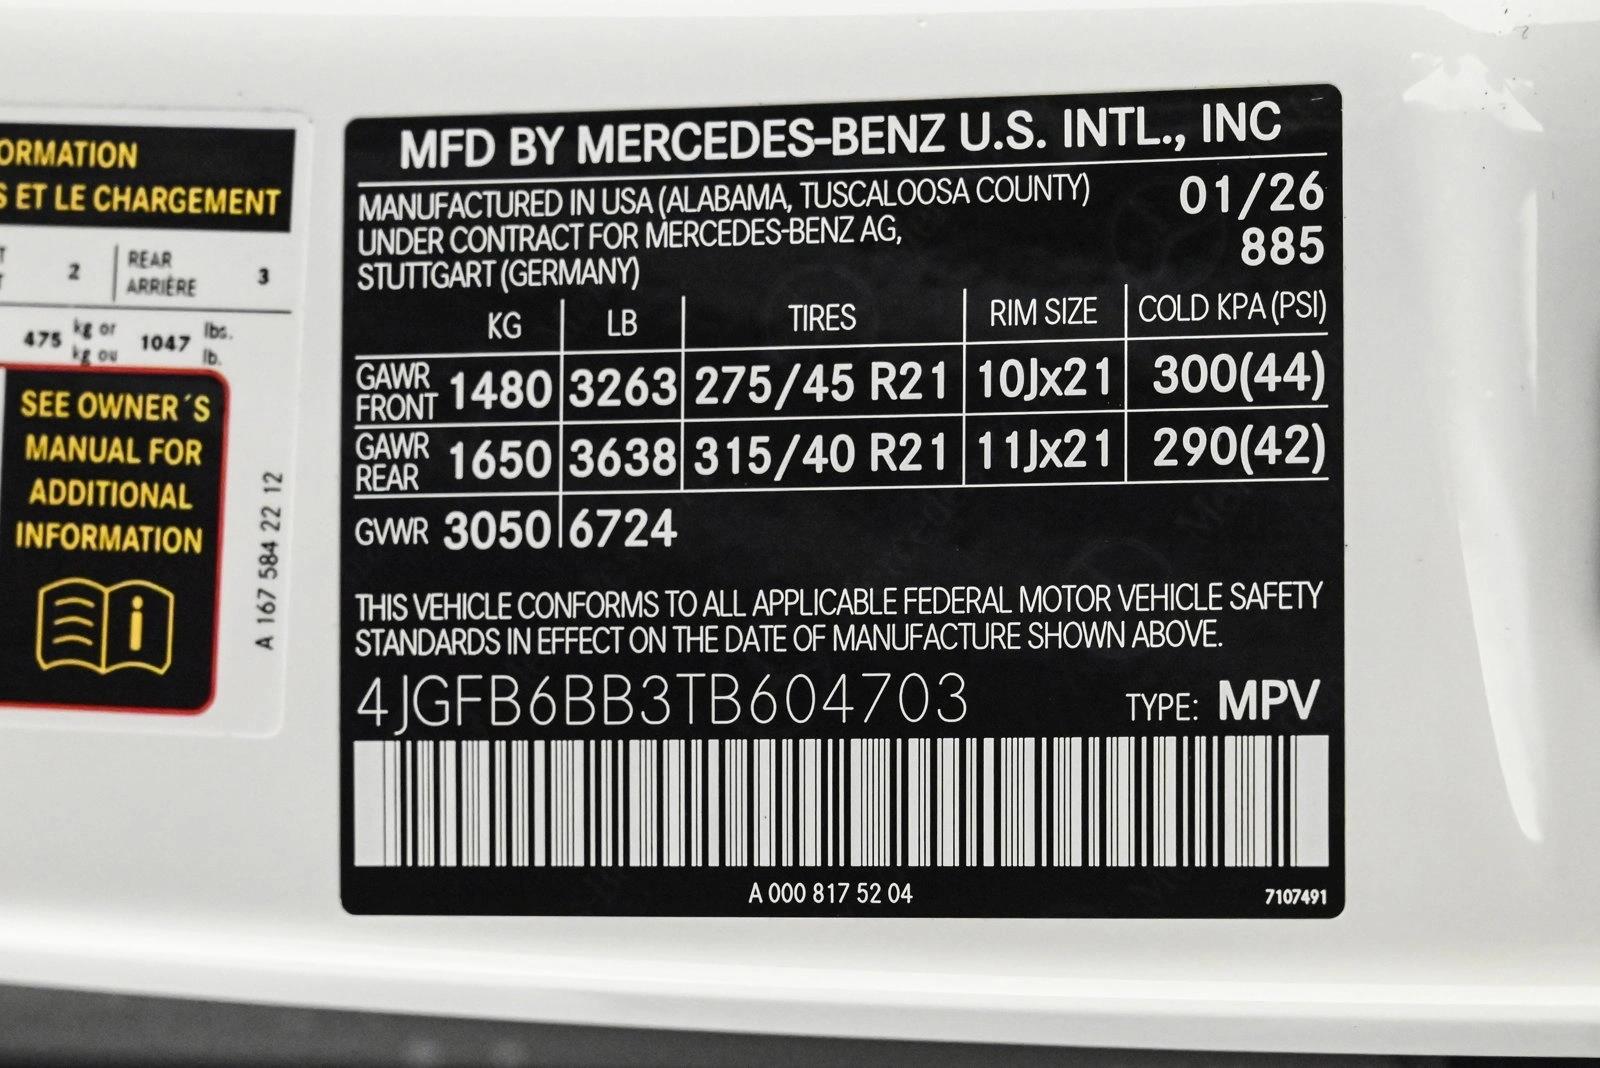 ORMATION
S ET LE CHARGEMENT
2 REAR 3
ARRIÈRE
475 kg or 1047 lbs.
kg ou lb.
SEE OWNER´S
MANUAL FOR
ADDITIONAL
INFORMATION
A 167 584 22 12
MFD BY MERCEDES-BENZ U.S. INTL., INC
MANUFACTURED IN USA (ALABAMA, TUSCALOOSA COUNTY) 01/26
UNDER CONTRACT FOR MERCEDES-BENZ AG, 885
STUTTGART (GERMANY)
KG LB TIRES RIM SIZE COLD KPA (PSI)
GAWR FRONT 1480 3263 275/45 R21 10Jx21 300(44)
GAWR REAR 1650 3638 315/40 R21 11Jx21 290(42)
GVWR 3050 6724
THIS VEHICLE CONFORMS TO ALL APPLICABLE FEDERAL MOTOR VEHICLE SAFETY
STANDARDS IN EFFECT ON THE DATE OF MANUFACTURE SHOWN ABOVE.
4JGFB6BB3TB604703 TYPE: MPV
A 000 817 52 04 7107491